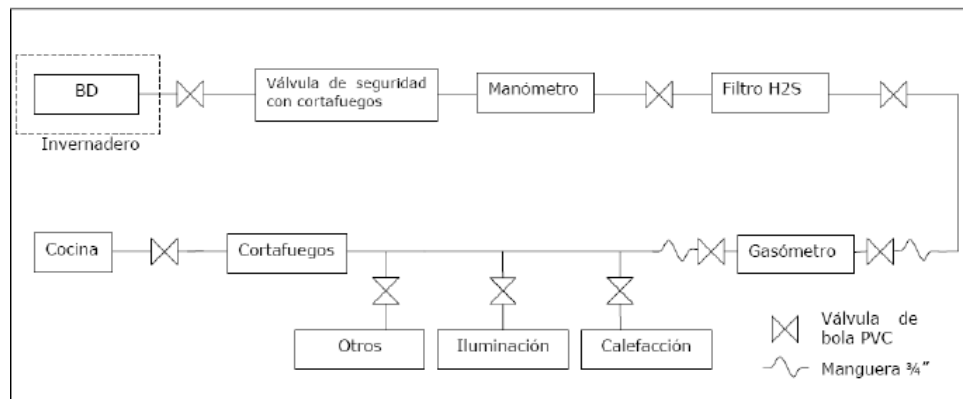 BD
Válvula de seguridad
con cortafuegos
Manómetro
Filtro H2S
Invernadero
Cocina
Cortafuegos
Gasómetro
Otros
Iluminación
Calefacción
Válvula de
bola PVC
Manguera ¾”